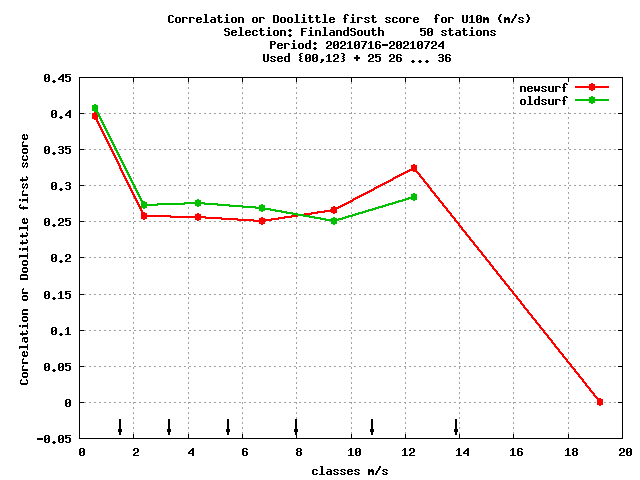 Correlation or Doolittle first score  for U10m (m/s)
Selection: FinlandSouth     50 stations
Period: 20210716-20210724
Used {00,12} + 25 26 ... 36
newsurf
oldsurf
Correlation or Doolittle first score
0.45
0.4
0.35
0.3
0.25
0.2
0.15
0.1
0.05
0
-0.05
0 2 4 6 8 10 12 14 16 18 20
classes m/s